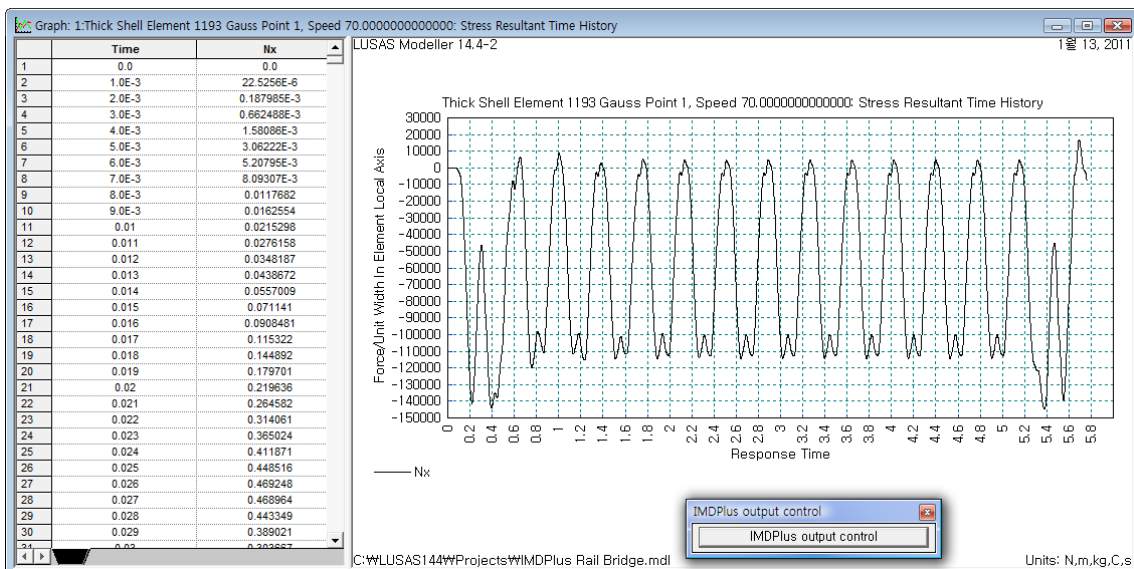 Graph: 1:Thick Shell Element 1193 Gauss Point 1, Speed 70.0000000000000: Stress Resultant Time History
Time Nx
1 0.0 0.0
2 1.0E-3 22.5256E-6
3 2.0E-3 0.187985E-3
4 3.0E-3 0.662488E-3
5 4.0E-3 1.58086E-3
6 5.0E-3 3.06222E-3
7 6.0E-3 5.20795E-3
8 7.0E-3 8.09307E-3
9 8.0E-3 0.0117682
10 9.0E-3 0.0162554
11 0.01 0.0215298
12 0.011 0.0276158
13 0.012 0.0348187
14 0.013 0.0438672
15 0.014 0.0557009
16 0.015 0.071141
17 0.016 0.0908481
18 0.017 0.115322
19 0.018 0.144892
20 0.019 0.179701
21 0.02 0.219636
22 0.021 0.264582
23 0.022 0.314061
24 0.023 0.365024
25 0.024 0.411871
26 0.025 0.448516
27 0.026 0.469248
28 0.027 0.468964
29 0.028 0.443349
30 0.029 0.389021
31 0.03 0.303667
LUSAS Modeller 14.4-2
1월 13, 2011
Thick Shell Element 1193 Gauss Point 1, Speed 70.0000000000000: Stress Resultant Time History
Force/Unit Width In Element Local Axis
30000
20000
10000
0
-10000
-20000
-30000
-40000
-50000
-60000
-70000
-80000
-90000
-100000
-110000
-120000
-130000
-140000
-150000
0 0.2 0.4 0.6 0.8 1 1.2 1.4 1.6 1.8 2 2.2 2.4 2.6 2.8 3 3.2 3.4 3.6 3.8 4 4.2 4.4 4.6 4.8 5 5.2 5.4 5.6 5.8
Response Time
Nx
IMDPlus output control
IMDPlus output control
C:₩LUSAS144₩Projects₩IMDPlus Rail Bridge.mdl
Units: N,m,kg,C,s